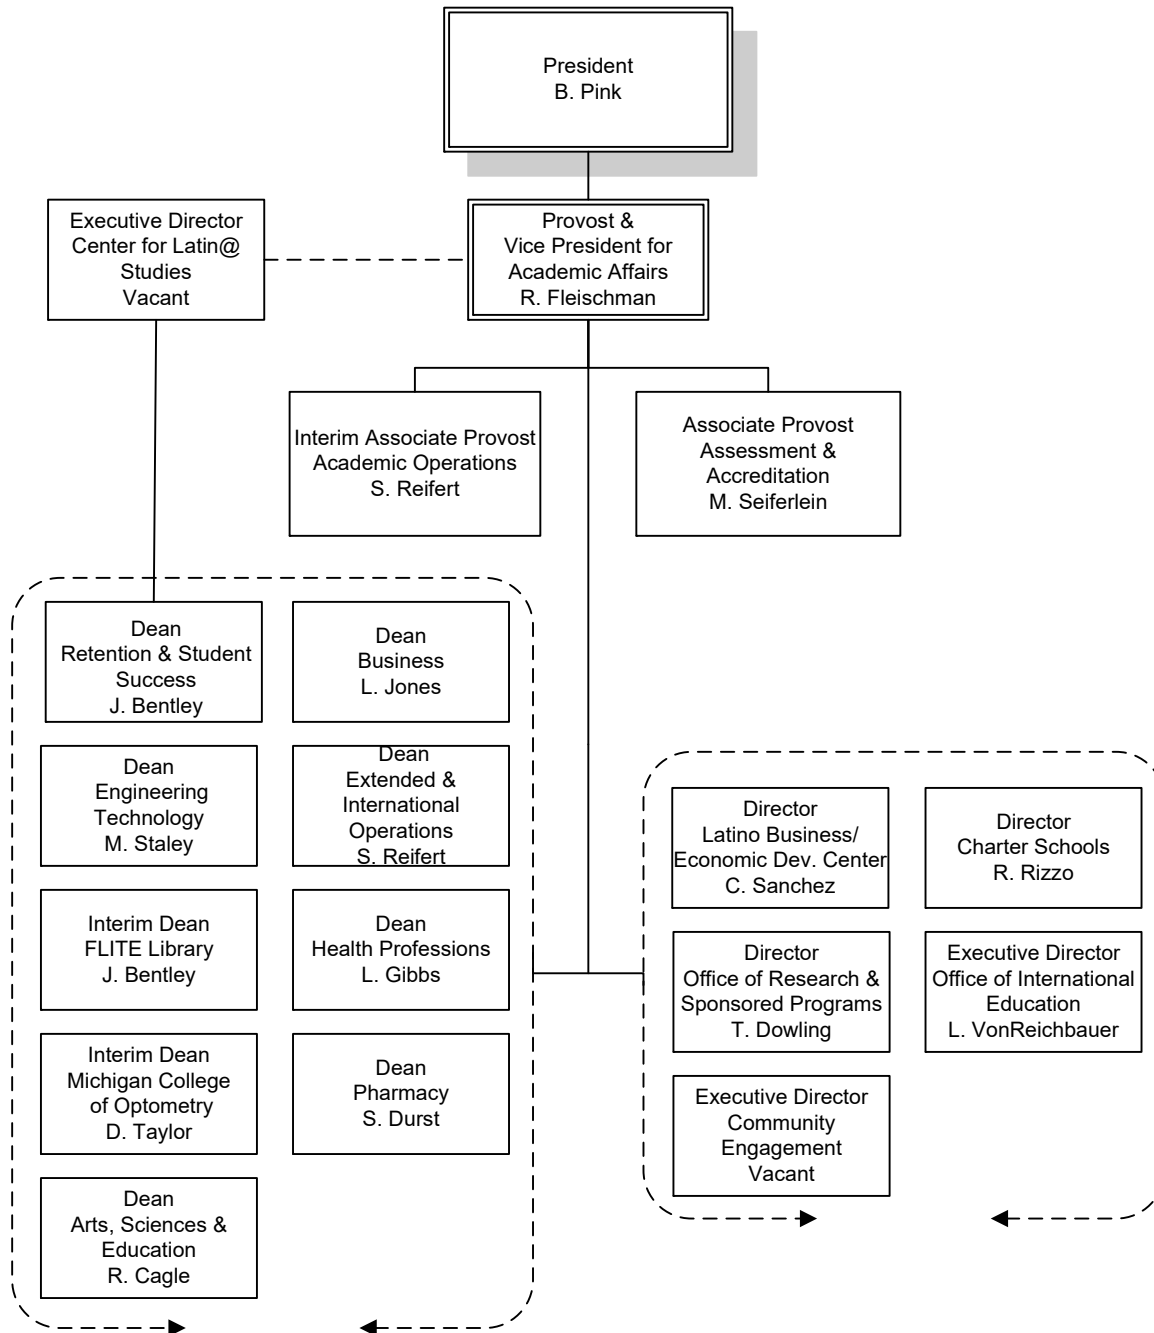 President
B. Pink
Executive Director
Center for Latin@
Studies
Vacant
Provost &
Vice President for
Academic Affairs
R. Fleischman
Interim Associate Provost
Academic Operations
S. Reifert
Associate Provost
Assessment &
Accreditation
M. Seiferlein
Dean
Retention & Student
Success
J. Bentley
Dean
Business
L. Jones
Dean
Engineering
Technology
M. Staley
Dean
Extended &
International
Operations
S. Reifert
Interim Dean
FLITE Library
J. Bentley
Dean
Health Professions
L. Gibbs
Interim Dean
Michigan College
of Optometry
D. Taylor
Dean
Pharmacy
S. Durst
Dean
Arts, Sciences &
Education
R. Cagle
Director
Latino Business/
Economic Dev. Center
C. Sanchez
Director
Charter Schools
R. Rizzo
Director
Office of Research &
Sponsored Programs
T. Dowling
Executive Director
Office of International
Education
L. VonReichbauer
Executive Director
Community
Engagement
Vacant